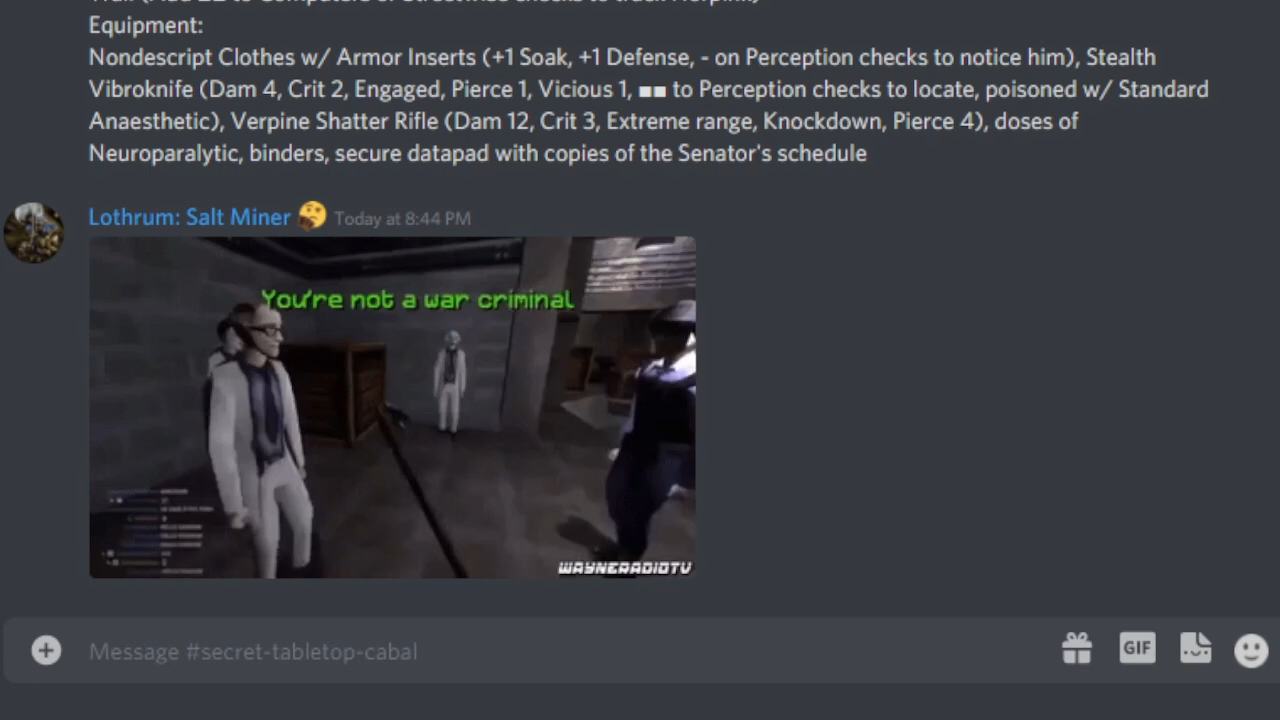 Equipment:
Nondescript Clothes w/ Armor Inserts (+1 Soak, +1 Defense, - on Perception checks to notice him), Stealth
Vibroknife (Dam 4, Crit 2, Engaged, Pierce 1, Vicious 1, ■■ to Perception checks to locate, poisoned w/ Standard
Anaesthetic), Verpine Shatter Rifle (Dam 12, Crit 3, Extreme range, Knockdown, Pierce 4), doses of
Neuroparalytic, binders, secure datapad with copies of the Senator's schedule
Lothrum: Salt Miner 🤔 Today at 8:44 PM
You're not a war criminal
WAYNERADIOTV
Message #secret-tabletop-cabal
GIF